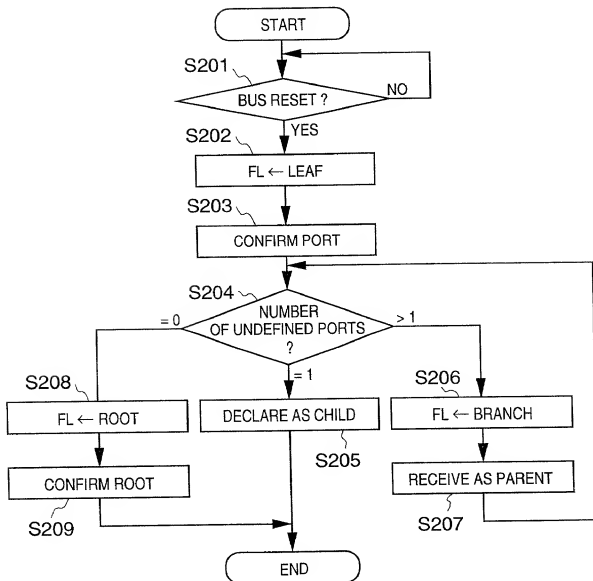 START
S201
BUS RESET ?
NO
YES
S202
FL ← LEAF
S203
CONFIRM PORT
S204
NUMBER
OF UNDEFINED PORTS
?
= 0
> 1
= 1
S208
FL ← ROOT
DECLARE AS CHILD
S205
S206
FL ← BRANCH
CONFIRM ROOT
S209
RECEIVE AS PARENT
S207
END